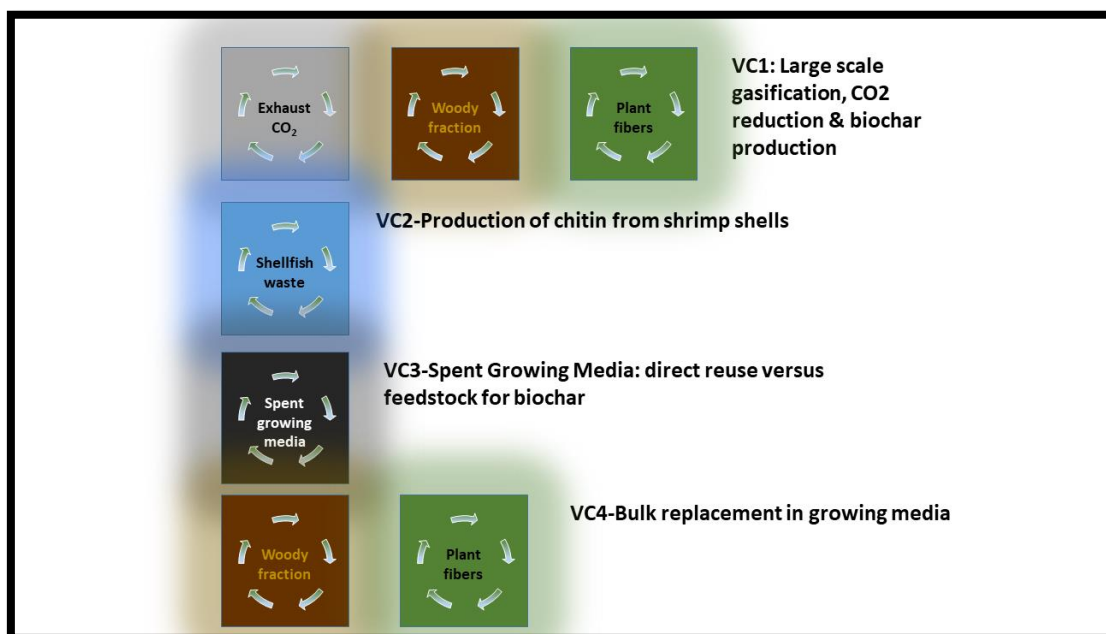 Exhaust
CO₂
Woody
fraction
Plant
fibers
VC1: Large scale
gasification, CO2
reduction & biochar
production
Shellfish
waste
VC2-Production of chitin from shrimp shells
Spent
growing
media
VC3-Spent Growing Media: direct reuse versus
feedstock for biochar
Woody
fraction
Plant
fibers
VC4-Bulk replacement in growing media